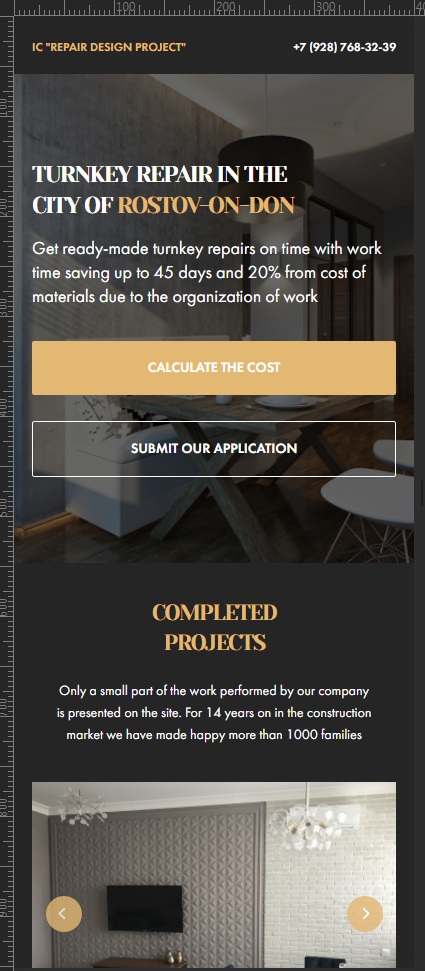 IC "REPAIR DESIGN PROJECT"
+7 (928) 768-32-39
TURNKEY REPAIR IN THE
CITY OF ROSTOV-ON-DON
Get ready-made turnkey repairs on time with work
time saving up to 45 days and 20% from cost of
materials due to the organization of work
CALCULATE THE COST
SUBMIT OUR APPLICATION
COMPLETED
PROJECTS
Only a small part of the work performed by our company
is presented on the site. For 14 years on in the construction
market we have made happy more than 1000 families